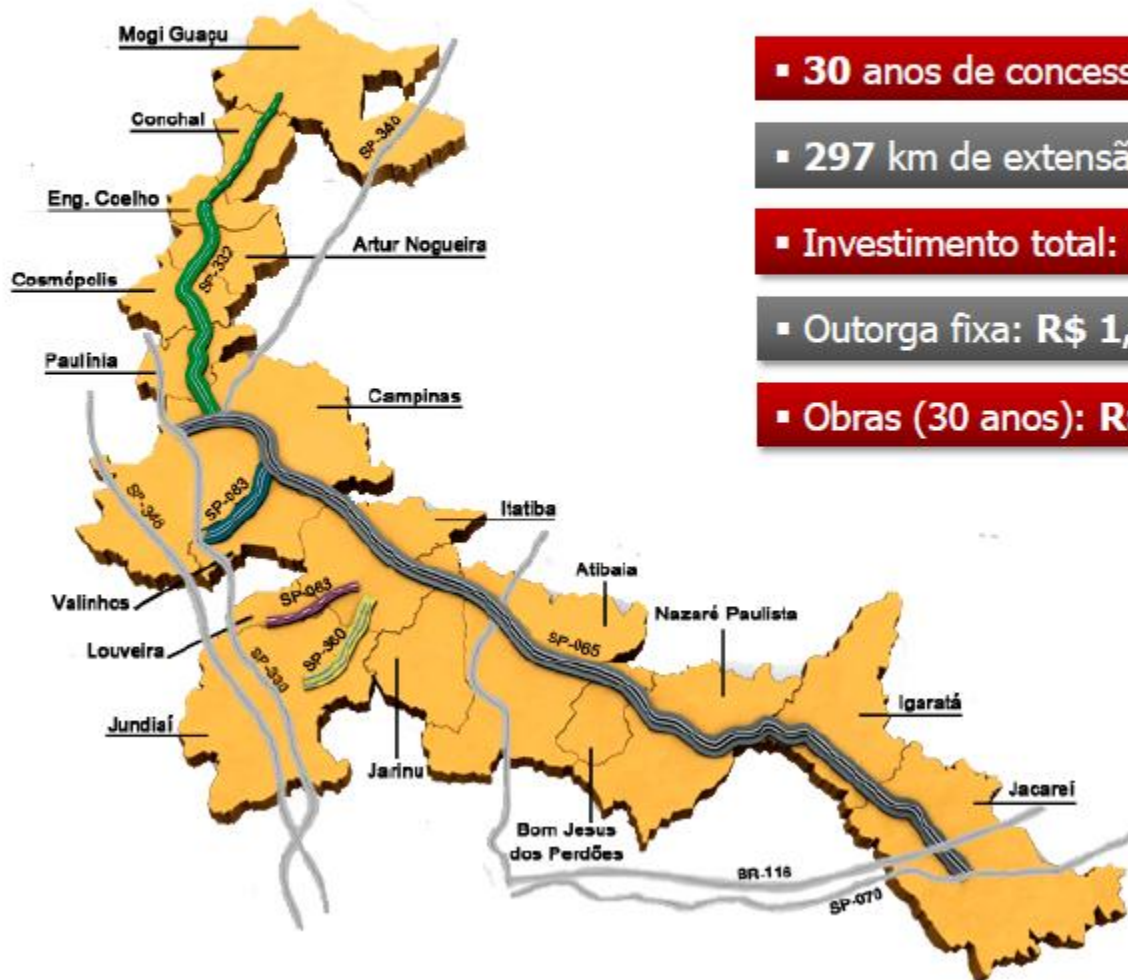 Mogi Guaçu
Conchal
SP-340
Eng. Coelho
Artur Nogueira
SP-332
Cosmópolis
Paulínia
Campinas
SP-348
SP-083
Itatiba
Valinhos
Atibaia
SP-063
Nazaré Paulista
Louveira
SP-360
SP-065
SP-330
Igaratá
Jundiaí
Jarinu
Jacareí
Bom Jesus
dos Perdões
BR-116
SP-070
▪ 30 anos de concess
▪ 297 km de extensã
▪ Investimento total:
▪ Outorga fixa: R$ 1,
▪ Obras (30 anos): R